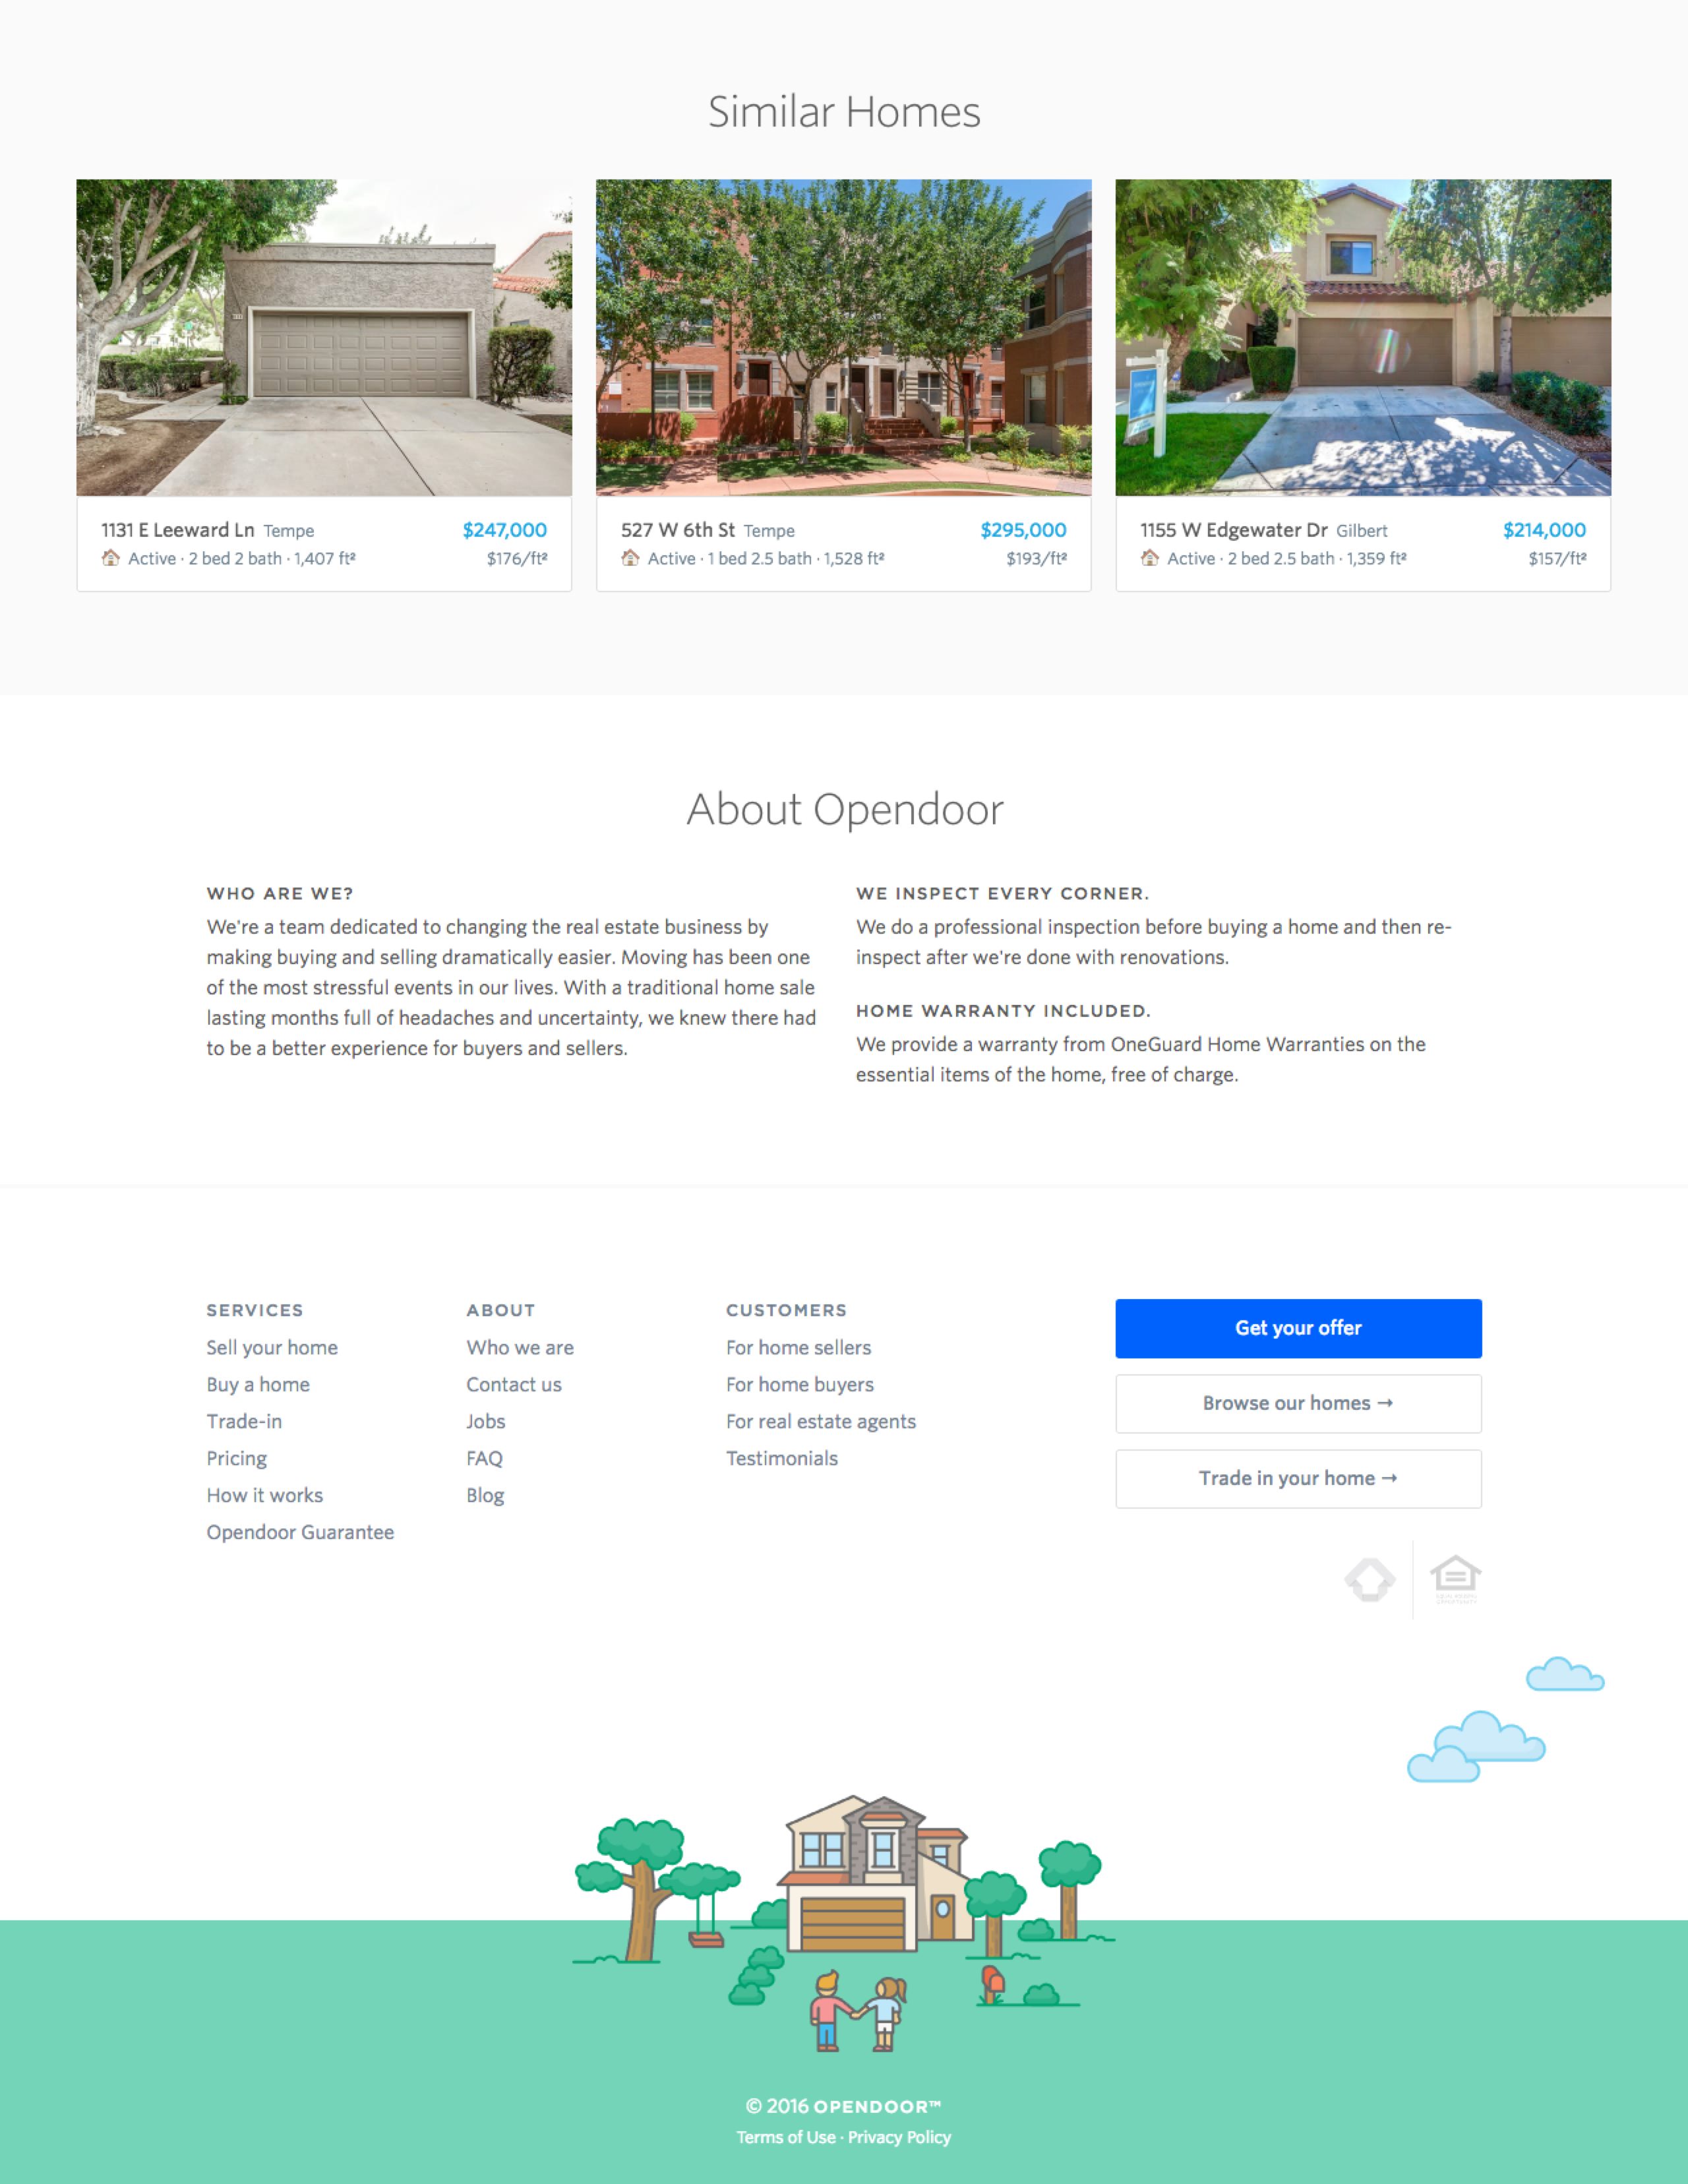 Similar Homes
1131 E Leeward Ln Tempe $247,000
Active · 2 bed 2 bath · 1,407 ft² $176/ft²
527 W 6th St Tempe $295,000
Active · 1 bed 2.5 bath · 1,528 ft² $193/ft²
1155 W Edgewater Dr Gilbert $214,000
Active · 2 bed 2.5 bath · 1,359 ft² $157/ft²
About Opendoor
WHO ARE WE?
We're a team dedicated to changing the real estate business by
making buying and selling dramatically easier. Moving has been one
of the most stressful events in our lives. With a traditional home sale
lasting months full of headaches and uncertainty, we knew there had
to be a better experience for buyers and sellers.
WE INSPECT EVERY CORNER.
We do a professional inspection before buying a home and then re-
inspect after we're done with renovations.
HOME WARRANTY INCLUDED.
We provide a warranty from OneGuard Home Warranties on the
essential items of the home, free of charge.
SERVICES
Sell your home
Buy a home
Trade-in
Pricing
How it works
Opendoor Guarantee
ABOUT
Who we are
Contact us
Jobs
FAQ
Blog
CUSTOMERS
For home sellers
For home buyers
For real estate agents
Testimonials
Get your offer
Browse our homes →
Trade in your home →
EQUAL HOUSING
OPPORTUNITY
© 2016 OPENDOOR™
Terms of Use · Privacy Policy